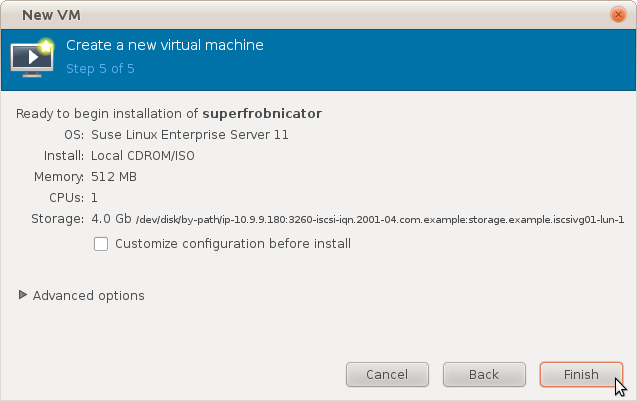 New VM
Create a new virtual machine
Step 5 of 5
Ready to begin installation of superfrobnicator
OS: Suse Linux Enterprise Server 11
Install: Local CDROM/ISO
Memory: 512 MB
CPUs: 1
Storage: 4.0 Gb /dev/disk/by-path/ip-10.9.9.180:3260-iscsi-iqn.2001-04.com.example:storage.example.iscsivg01-lun-1
Customize configuration before install
Advanced options
Cancel Back Finish